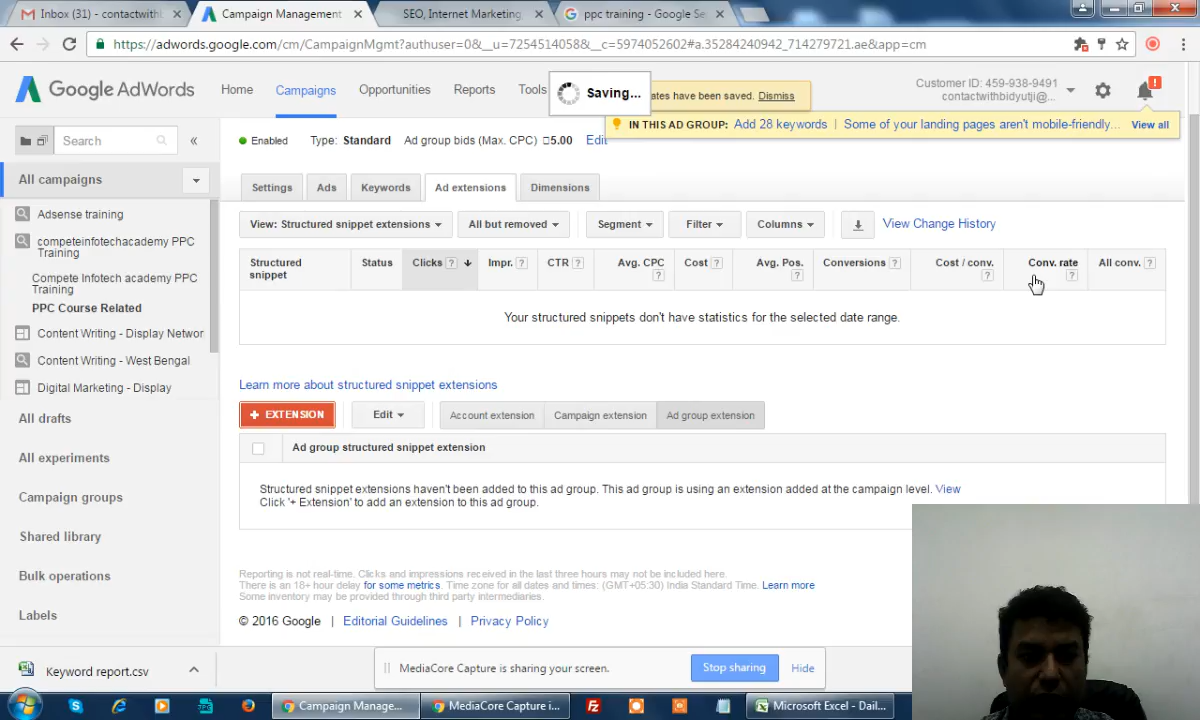 Inbox (31) - contactwithb
Campaign Management
SEO, Internet Marketing
ppc training - Google Se
https://adwords.google.com/cm/CampaignMgmt?authuser=0&__u=7254514058&__c=5974052602#a.35284240942_714279721.ae&app=cm
Google AdWords
Home
Campaigns
Opportunities
Reports
Tools
Saving...
ates have been saved. Dismiss
Customer ID: 459-938-9491
contactwithbidyutji@...
IN THIS AD GROUP: Add 28 keywords | Some of your landing pages aren't mobile-friendly... View all
Search
Enabled Type: Standard Ad group bids (Max. CPC) 5.00 Edit
All campaigns
Settings
Ads
Keywords
Ad extensions
Dimensions
Adsense training
competeinfotechacademy PPC
Training
Compete Infotech academy PPC
Training
PPC Course Related
Content Writing - Display Networ
Content Writing - West Bengal
Digital Marketing - Display
View: Structured snippet extensions
All but removed
Segment
Filter
Columns
View Change History
Structured
snippet
Status
Clicks ?
Impr. ?
CTR ?
Avg. CPC
?
Cost ?
Avg. Pos.
?
Conversions ?
Cost / conv.
?
Conv. rate
?
All conv. ?
Your structured snippets don't have statistics for the selected date range.
Learn more about structured snippet extensions
+ EXTENSION
Edit
Account extension
Campaign extension
Ad group extension
Ad group structured snippet extension
Structured snippet extensions haven't been added to this ad group. This ad group is using an extension added at the campaign level. View
Click '+ Extension' to add an extension to this ad group.
All drafts
All experiments
Campaign groups
Shared library
Bulk operations
Labels
Reporting is not real-time. Clicks and impressions received in the last three hours may not be included here.
There is an 18+ hour delay for some metrics. Time zone for all dates and times: (GMT+05:30) India Standard Time. Learn more
Some inventory may be provided through third party intermediaries.
© 2016 Google | Editorial Guidelines | Privacy Policy
Keyword report.csv
MediaCore Capture is sharing your screen.
Stop sharing
Hide
Campaign Manage...
MediaCore Capture i...
Microsoft Excel - Dail...